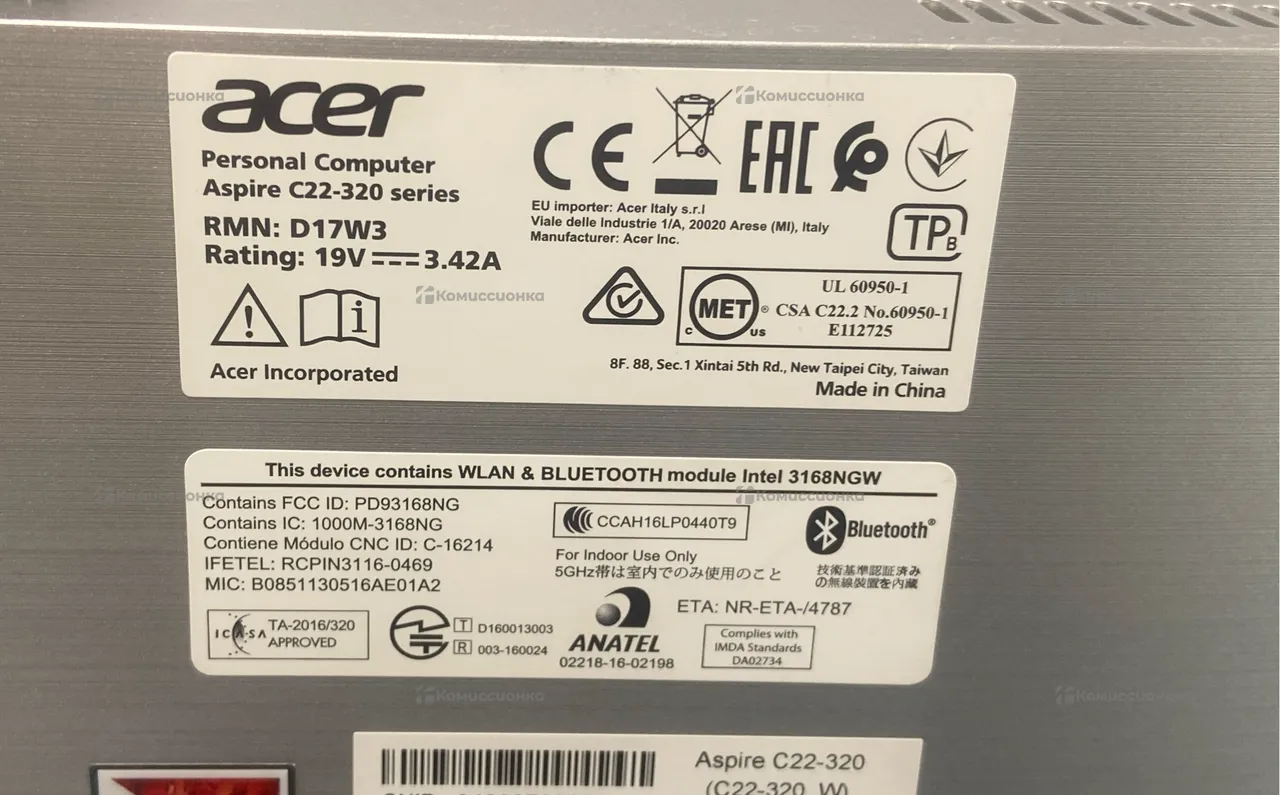 acer
Personal Computer
Aspire C22-320 series
RMN: D17W3
Rating: 19V 3.42A
Acer Incorporated
CE
EAC
EU importer: Acer Italy s.r.l
Viale delle Industrie 1/A, 20020 Arese (MI), Italy
Manufacturer: Acer Inc.
TPB
C MET ® US
UL 60950-1
CSA C22.2 No.60950-1
E112725
8F. 88, Sec.1 Xintai 5th Rd., New Taipei City, Taiwan
Made in China
This device contains WLAN & BLUETOOTH module Intel 3168NGW
Contains FCC ID: PD93168NG
Contains IC: 1000M-3168NG
Contiene Módulo CNC ID: C-16214
IFETEL: RCPIN3116-0469
MIC: B0851130516AE01A2
ICASA
TA-2016/320
APPROVED
T D160013003
R 003-160024
CCAH16LP0440T9
For Indoor Use Only
5GHz帯は室内でのみ使用のこと
ANATEL
02218-16-02198
Bluetooth®
技術基準認証済み
の無線装置を内蔵
ETA: NR-ETA-/4787
Complies with
IMDA Standards
DA02734
Aspire C22-320
(C22-320_W)
Комиссионка
Комиссионка
Комиссионка
Комиссионка
Комиссионка